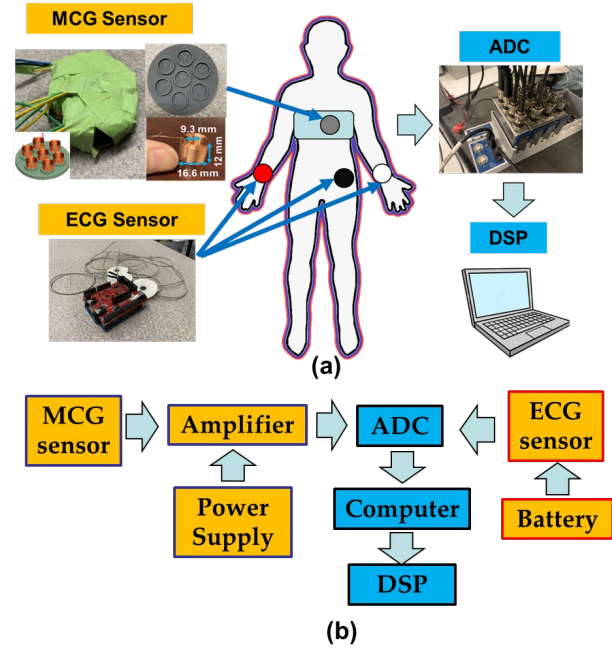 MCG Sensor
ADC
9.3 mm
12 mm
16.6 mm
ECG Sensor
DSP
(a)
MCG
sensor
Amplifier
ADC
ECG
sensor
Power
Supply
Computer
Battery
DSP
(b)